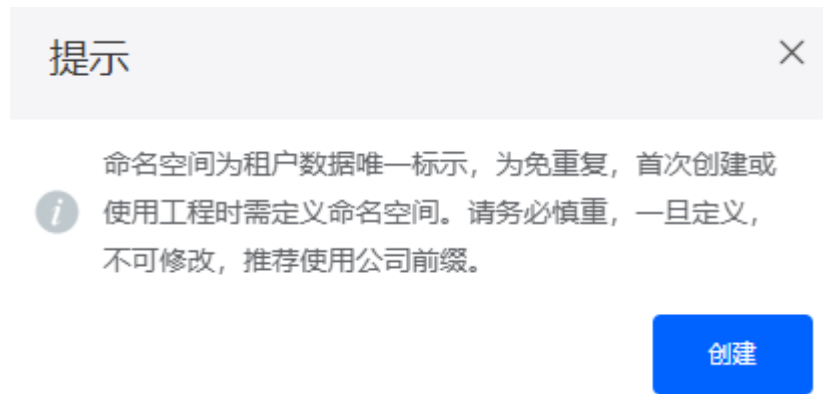 提示
命名空间为租户数据唯一标示，为免重复，首次创建或
使用工程时需定义命名空间。请务必慎重，一旦定义，
不可修改，推荐使用公司前缀。
创建